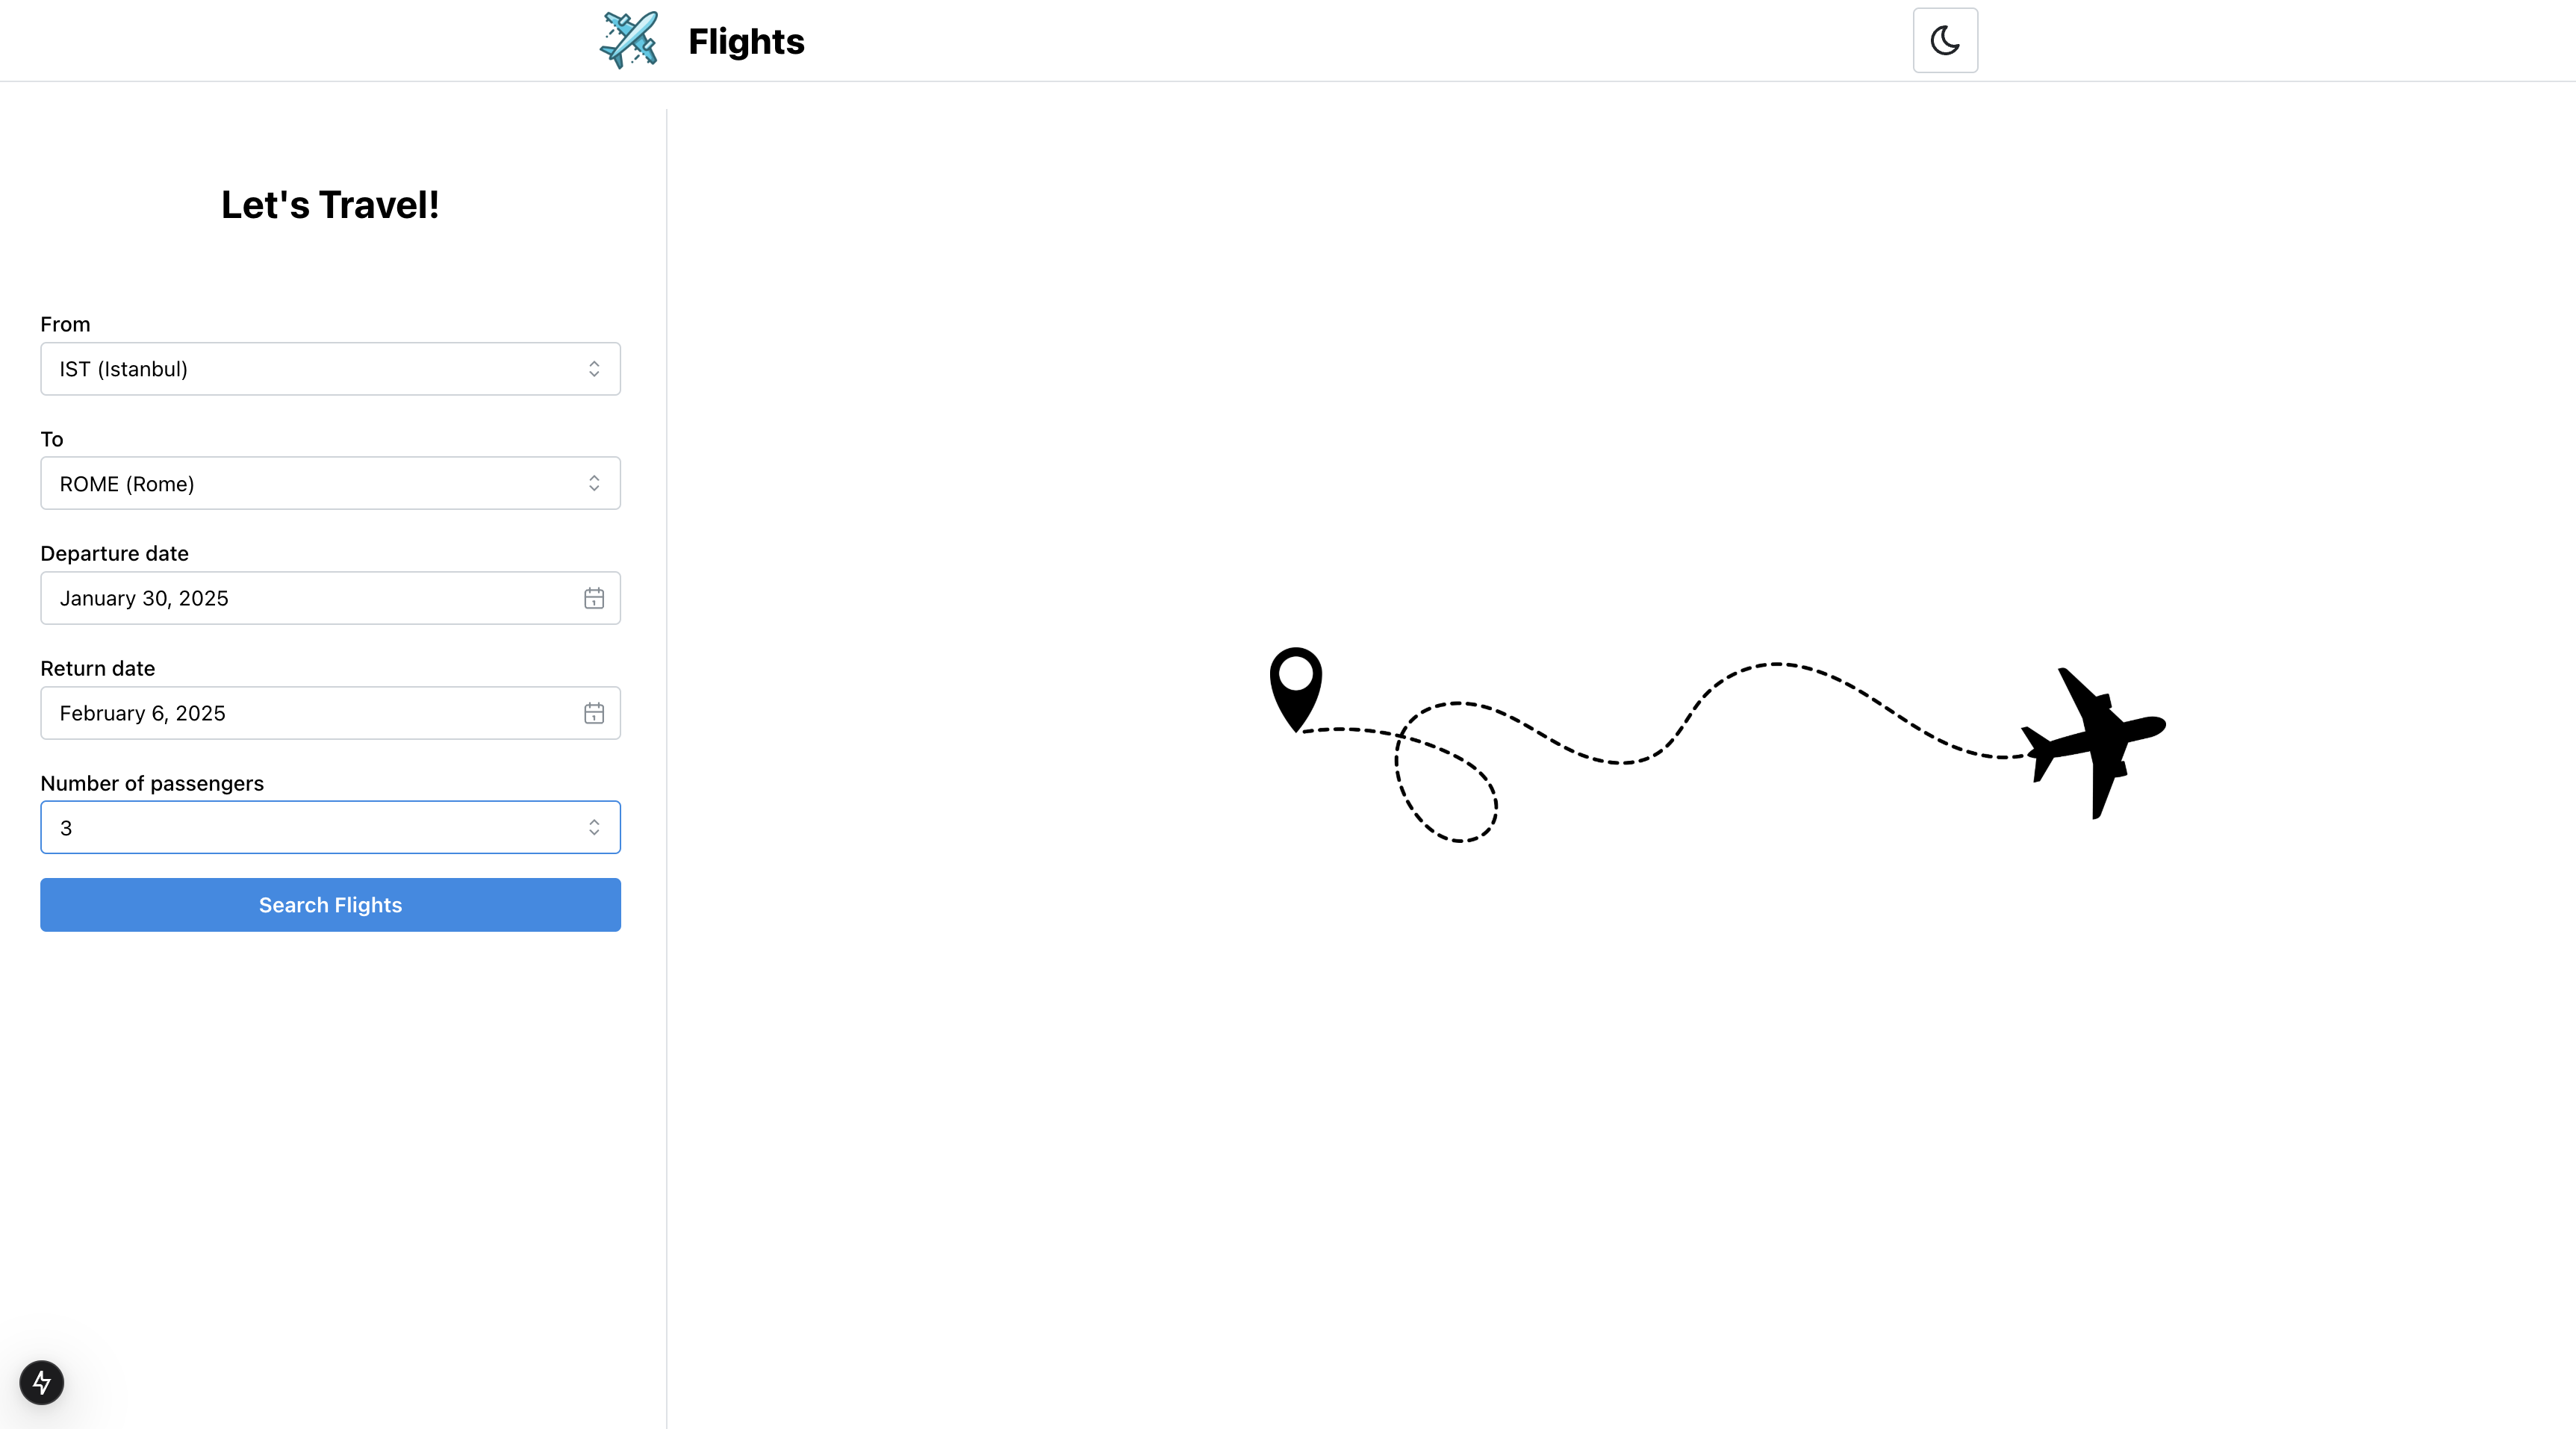 Flights
Let's Travel!
From
IST (Istanbul)
To
ROME (Rome)
Departure date
January 30, 2025
Return date
February 6, 2025
Number of passengers
3
Search Flights